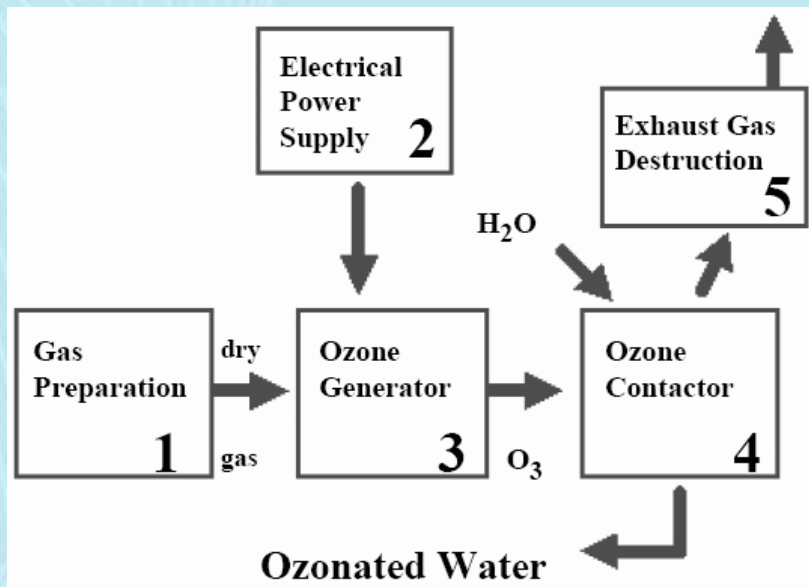 Electrical
Power
Supply 2
Exhaust Gas
Destruction
5
H₂O
Gas
Preparation
1
dry
gas
Ozone
Generator
3
O₃
Ozone
Contactor
4
Ozonated Water